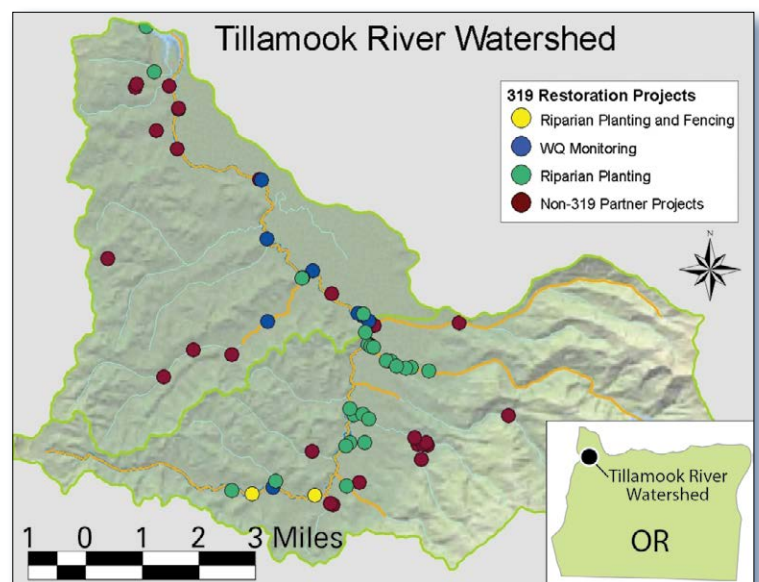 Tillamook River Watershed
319 Restoration Projects
Riparian Planting and Fencing
WQ Monitoring
Riparian Planting
Non-319 Partner Projects
N
1 0 1 2 3 Miles
Tillamook River
Watershed
OR